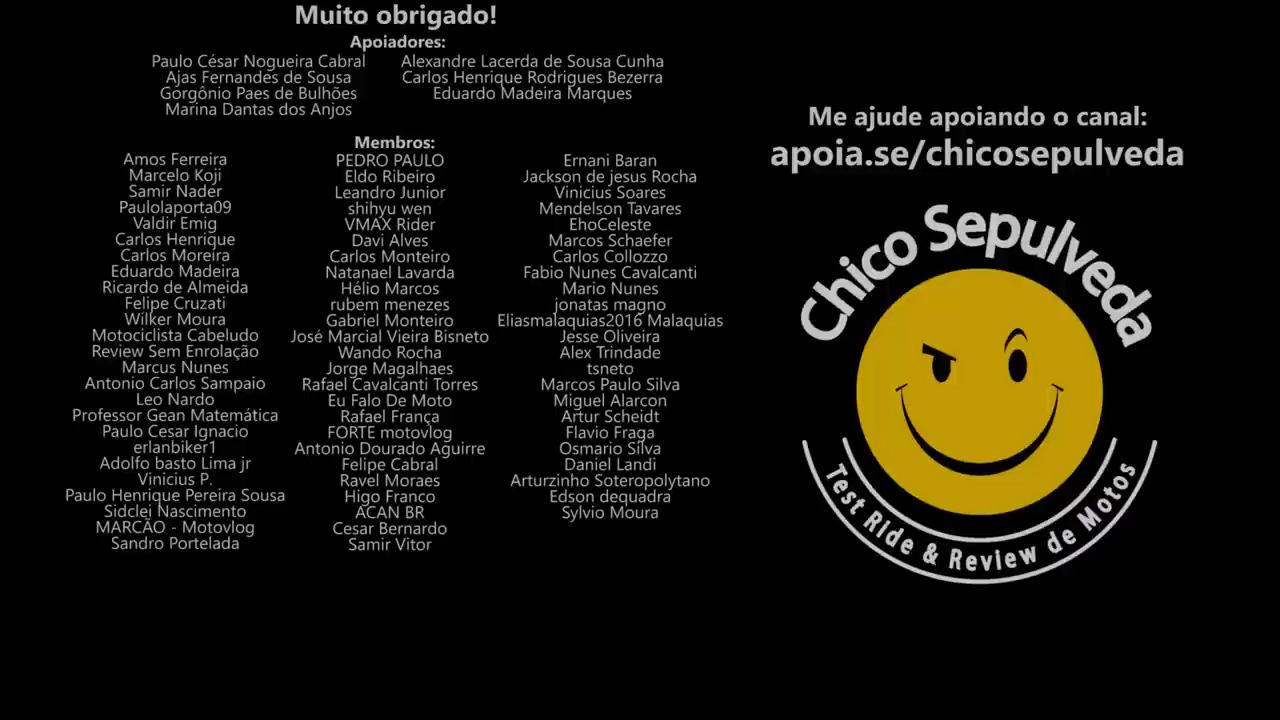 Muito obrigado!
Apoiadores:
Paulo César Nogueira Cabral
Ajas Fernandes de Sousa
Gorgônio Paes de Bulhões
Marina Dantas dos Anjos
Alexandre Lacerda de Sousa Cunha
Carlos Henrique Rodrigues Bezerra
Eduardo Madeira Marques
Membros:
Amos Ferreira
Marcelo Koji
Samir Nader
Paulolaporta09
Valdir Emig
Carlos Henrique
Carlos Moreira
Eduardo Madeira
Ricardo de Almeida
Felipe Cruzati
Wilker Moura
Motociclista Cabeludo
Review Sem Enrolação
Marcus Nunes
Antonio Carlos Sampaio
Leo Nardo
Professor Gean Matemática
Paulo Cesar Ignacio
erlanbiker1
Adolfo basto Lima jr
Vinicius P.
Paulo Henrique Pereira Sousa
Sidclei Nascimento
MARCÃO - Motovlog
Sandro Portelada
PEDRO PAULO
Eldo Ribeiro
Leandro Junior
shihyu wen
VMAX Rider
Davi Alves
Carlos Monteiro
Natanael Lavarda
Hélio Marcos
rubem menezes
Gabriel Monteiro
José Marcial Vieira Bisneto
Wando Rocha
Jorge Magalhaes
Rafael Cavalcanti Torres
Eu Falo De Moto
Rafael França
FORTE motovlog
Antonio Dourado Aguirre
Felipe Cabral
Ravel Moraes
Higo Franco
ACAN BR
Cesar Bernardo
Samir Vitor
Ernani Baran
Jackson de jesus Rocha
Vinicius Soares
Mendelson Tavares
EhoCeleste
Marcos Schaefer
Carlos Collozzo
Fabio Nunes Cavalcanti
Mario Nunes
jonatas magno
Eliasmalaquias2016 Malaquias
Jesse Oliveira
Alex Trindade
tsneto
Marcos Paulo Silva
Miguel Alarcon
Artur Scheidt
Flavio Fraga
Osmario Silva
Daniel Landi
Arturzinho Soteropolytano
Edson dequadra
Sylvio Moura
Me ajude apoiando o canal:
apoia.se/chicosepulveda
Chico Sepulveda
Test Ride & Review de Motos